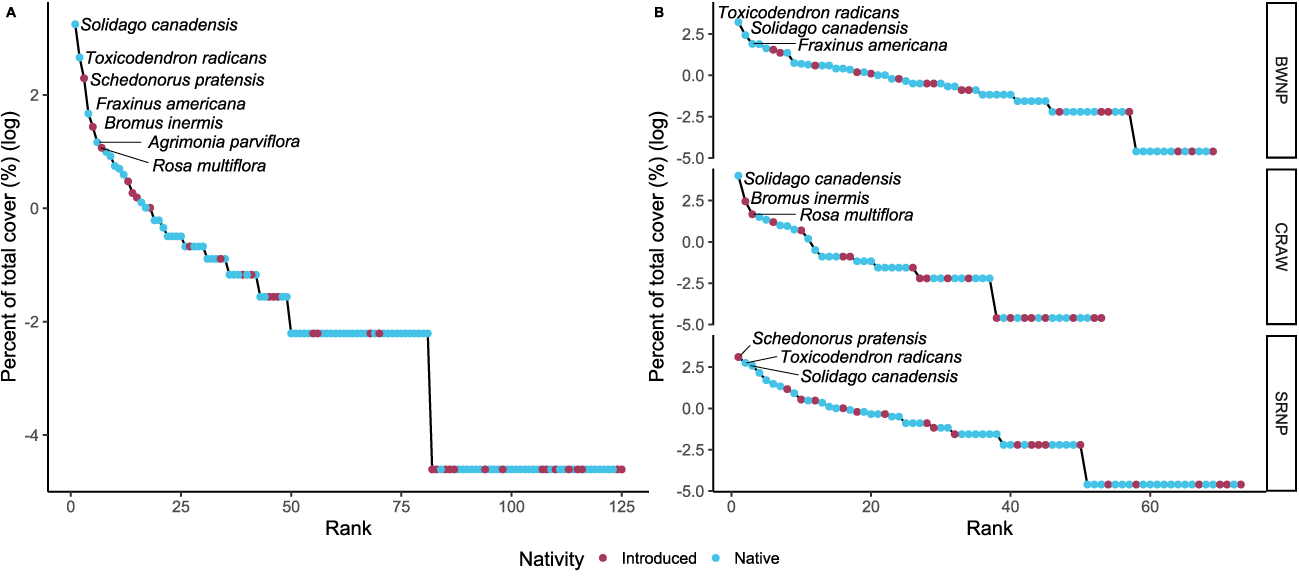 A
Solidago canadensis
Toxicodendron radicans
Schedonorus pratensis
Fraxinus americana
Bromus inermis
Agrimonia parviflora
Rosa multiflora
Percent of total cover (%) (log)
2
0
-2
-4
0
25
50
75
100
125
Rank
B
Toxicodendron radicans
Solidago canadensis
Fraxinus americana
2.5
0.0
-2.5
-5.0
BWNP
Solidago canadensis
Bromus inermis
Rosa multiflora
2.5
0.0
-2.5
-5.0
CRAW
Percent of total cover (%) (log)
Schedonorus pratensis
Toxicodendron radicans
Solidago canadensis
2.5
0.0
-2.5
-5.0
SRNP
0
20
40
60
Rank
Nativity Introduced Native